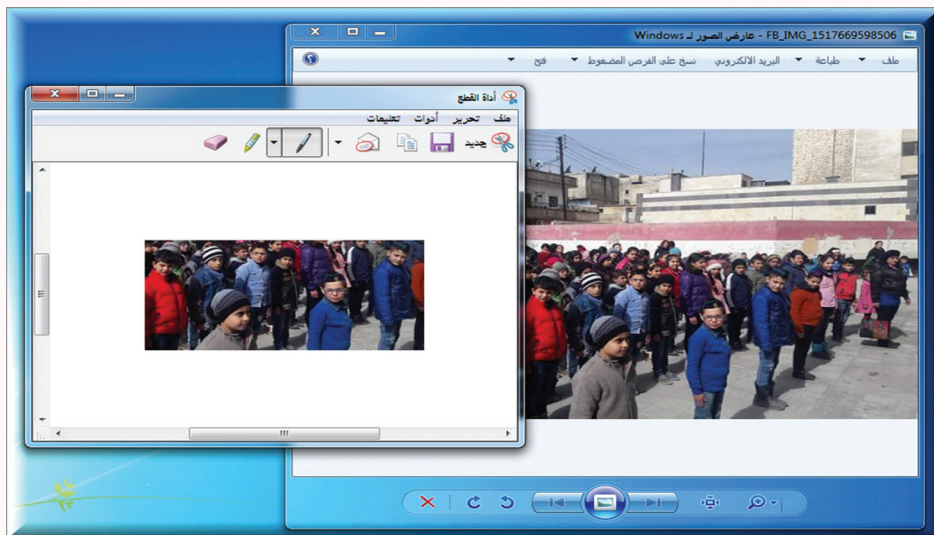 FB_IMG_1517669598506 - عارض الصور لـ Windows
ملف طباعة البريد الالكتروني نسخ على القرص المضغوط فتح
أداة القطع
ملف تحرير أدوات تعليمات
جديد